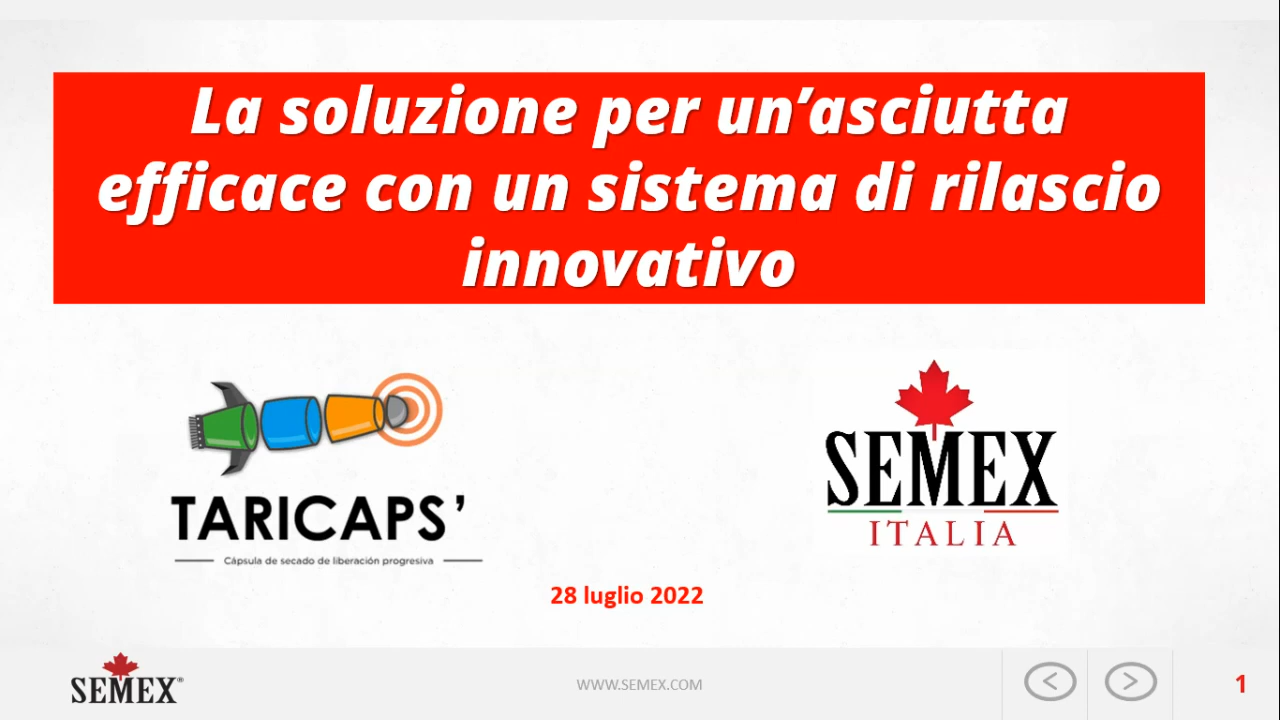 La soluzione per un’asciutta
efficace con un sistema di rilascio
innovativo
TARICAPS’
Cápsula de secado de liberación progresiva
SEMEX
ITALIA
28 luglio 2022
SEMEX®
WWW.SEMEX.COM
1